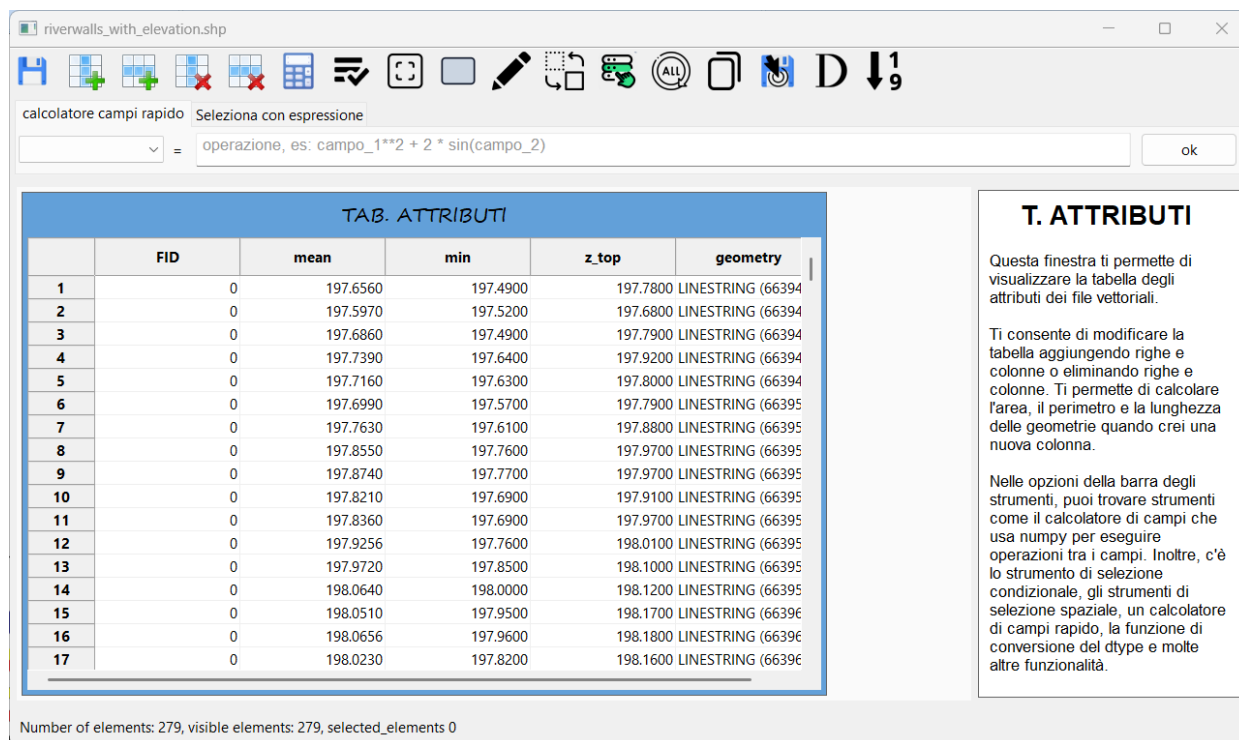 riverwalls_with_elevation.shp
ALL D 1 9
calcolatore campi rapido Seleziona con espressione
= operazione, es: campo_1**2 + 2 * sin(campo_2) ok
TAB. ATTRIBUTI
FID mean min z_top geometry
1 0 197.6560 197.4900 197.7800 LINESTRING (66394
2 0 197.5970 197.5200 197.6800 LINESTRING (66394
3 0 197.6860 197.4900 197.7900 LINESTRING (66394
4 0 197.7390 197.6400 197.9200 LINESTRING (66394
5 0 197.7160 197.6300 197.8000 LINESTRING (66394
6 0 197.6990 197.5700 197.7900 LINESTRING (66395
7 0 197.7630 197.6100 197.8800 LINESTRING (66395
8 0 197.8550 197.7600 197.9700 LINESTRING (66395
9 0 197.8740 197.7700 197.9700 LINESTRING (66395
10 0 197.8210 197.6900 197.9100 LINESTRING (66395
11 0 197.8360 197.6900 197.9700 LINESTRING (66395
12 0 197.9256 197.7600 198.0100 LINESTRING (66395
13 0 197.9720 197.8500 198.1000 LINESTRING (66395
14 0 198.0640 198.0000 198.1200 LINESTRING (66395
15 0 198.0510 197.9500 198.1700 LINESTRING (66396
16 0 198.0656 197.9600 198.1800 LINESTRING (66396
17 0 198.0230 197.8200 198.1600 LINESTRING (66396
T. ATTRIBUTI
Questa finestra ti permette di
visualizzare la tabella degli
attributi dei file vettoriali.
Ti consente di modificare la
tabella aggiungendo righe e
colonne o eliminando righe e
colonne. Ti permette di calcolare
l'area, il perimetro e la lunghezza
delle geometrie quando crei una
nuova colonna.
Nelle opzioni della barra degli
strumenti, puoi trovare strumenti
come il calcolatore di campi che
usa numpy per eseguire
operazioni tra i campi. Inoltre, c'è
lo strumento di selezione
condizionale, gli strumenti di
selezione spaziale, un calcolatore
di campi rapido, la funzione di
conversione del dtype e molte
altre funzionalità.
Number of elements: 279, visible elements: 279, selected_elements 0